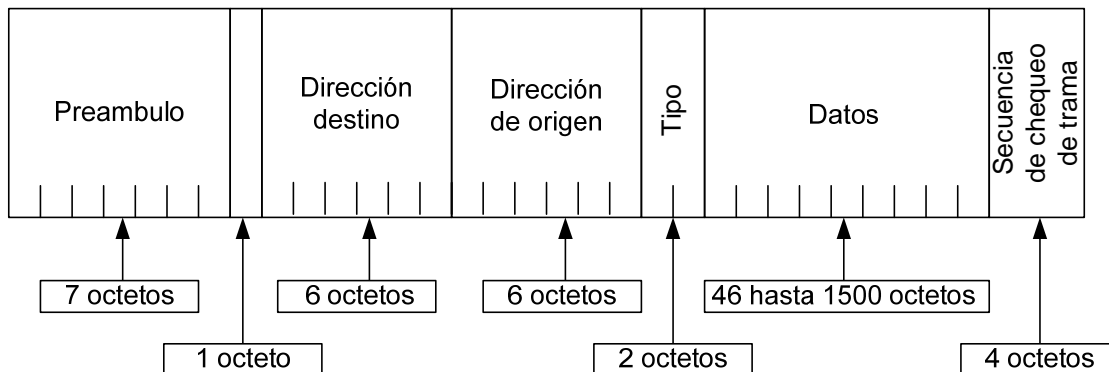 Preambulo
Dirección
destino
Dirección
de origen
Tipo
Datos
Secuencia
de chequeo
de trama
7 octetos
6 octetos
6 octetos
46 hasta 1500 octetos
1 octeto
2 octetos
4 octetos